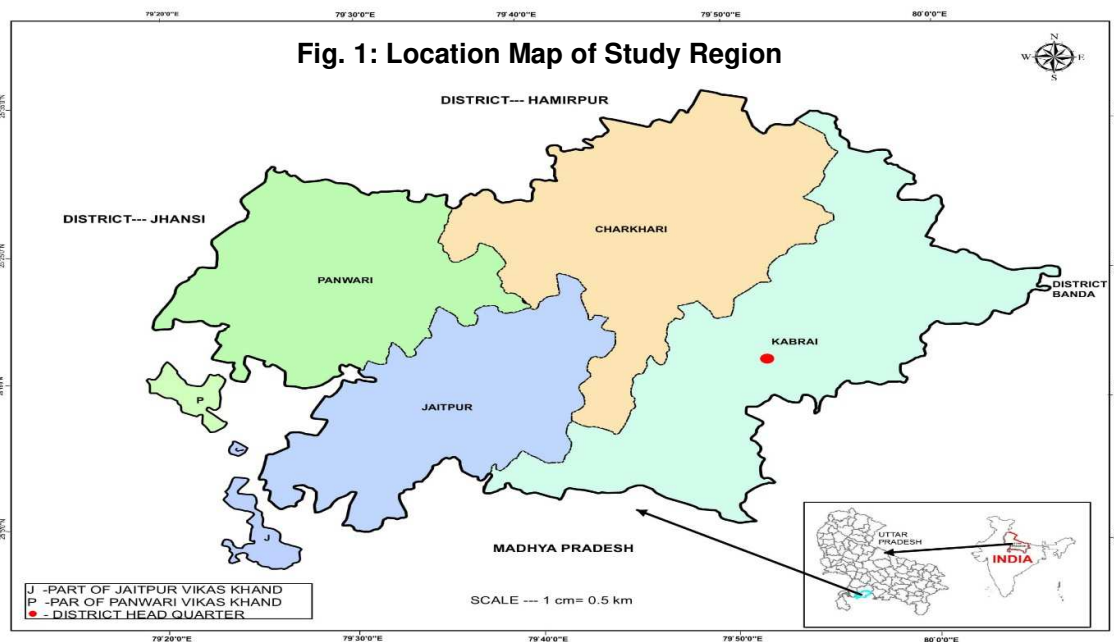 79°20'0"E 79°30'0"E 79°40'0"E 79°50'0"E 80°0'0"E
Fig. 1: Location Map of Study Region
N
W E
S
DISTRICT--- HAMIRPUR
DISTRICT--- JHANSI
CHARKHARI
PANWARI
DISTRICT
BANDA
KABRAI
P
JAITPUR
J
J
MADHYA PRADESH
UTTAR
PRADESH
INDIA
J -PART OF JAITPUR VIKAS KHAND
P -PAR OF PANWARI VIKAS KHAND
- DISTRICT HEAD QUARTER
SCALE --- 1 cm= 0.5 km
79°20'0"E 79°30'0"E 79°40'0"E 79°50'0"E 80°0'0"E